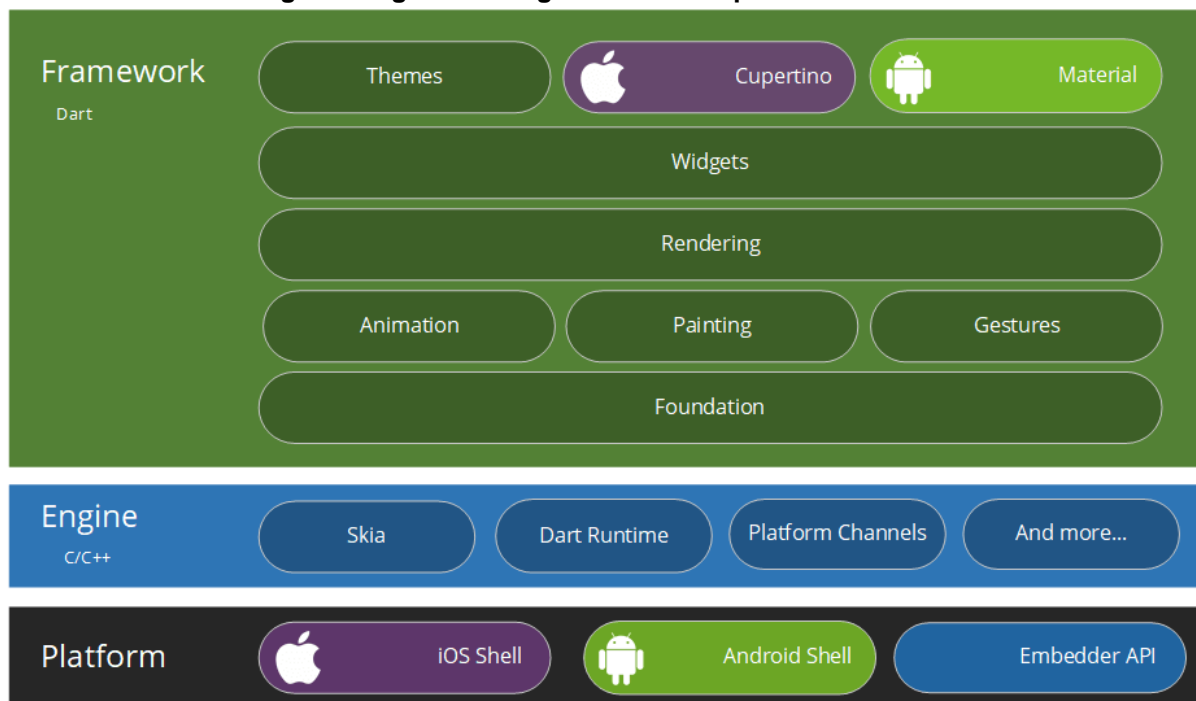 Framework
Dart
Themes
Cupertino
Material
Widgets
Rendering
Animation
Painting
Gestures
Foundation
Engine
C/C++
Skia
Dart Runtime
Platform Channels
And more...
Platform
iOS Shell
Android Shell
Embedder API